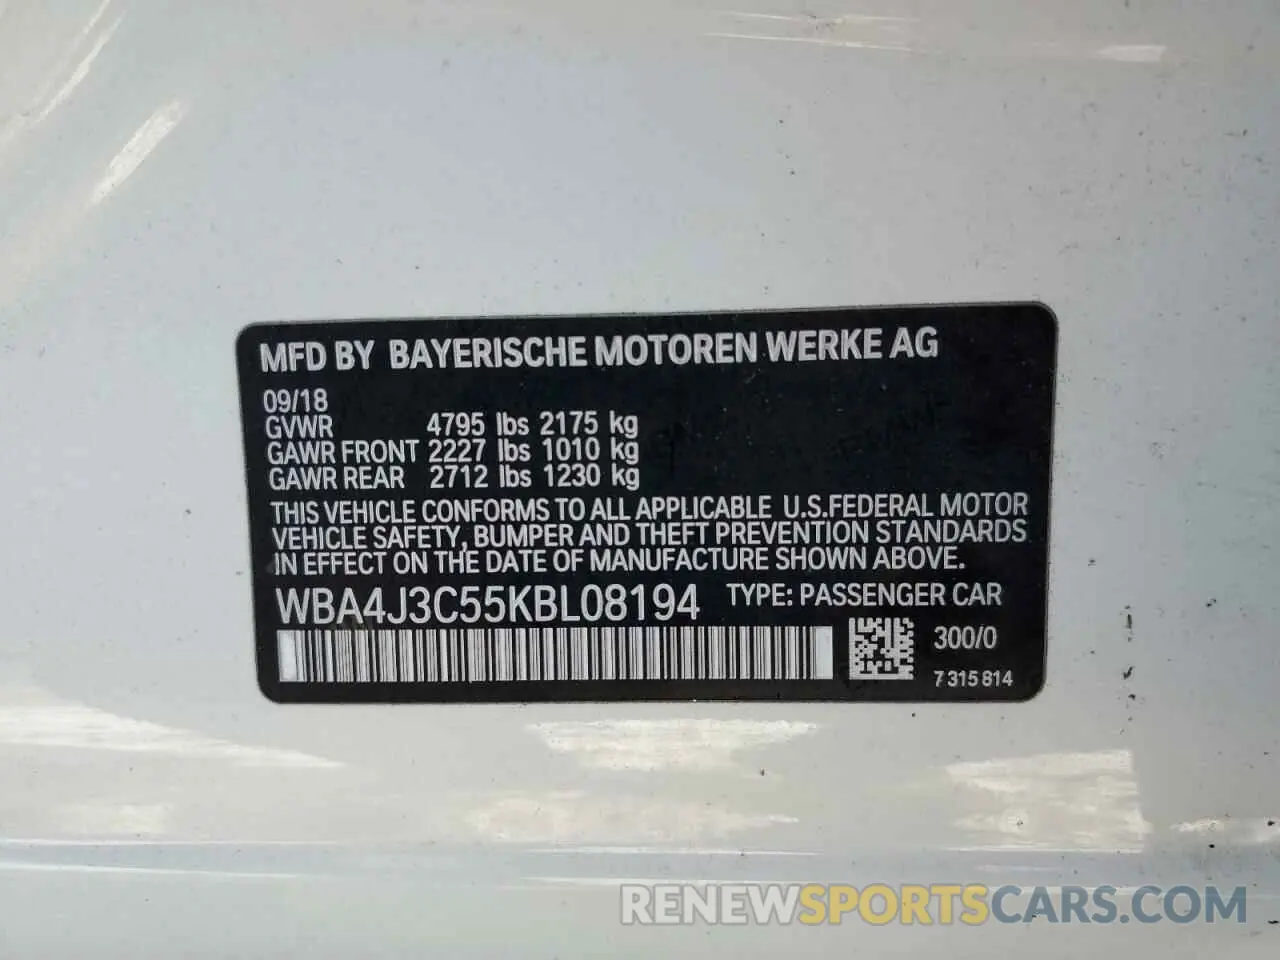 MFD BY BAYERISCHE MOTOREN WERKE AG
09/18
GVWR 4795 lbs 2175 kg
GAWR FRONT 2227 lbs 1010 kg
GAWR REAR 2712 lbs 1230 kg
THIS VEHICLE CONFORMS TO ALL APPLICABLE U.S.FEDERAL MOTOR
VEHICLE SAFETY, BUMPER AND THEFT PREVENTION STANDARDS
IN EFFECT ON THE DATE OF MANUFACTURE SHOWN ABOVE.
WBA4J3C55KBL08194 TYPE: PASSENGER CAR
300/0
7 315 814
RENEWSPORTSCARS.COM